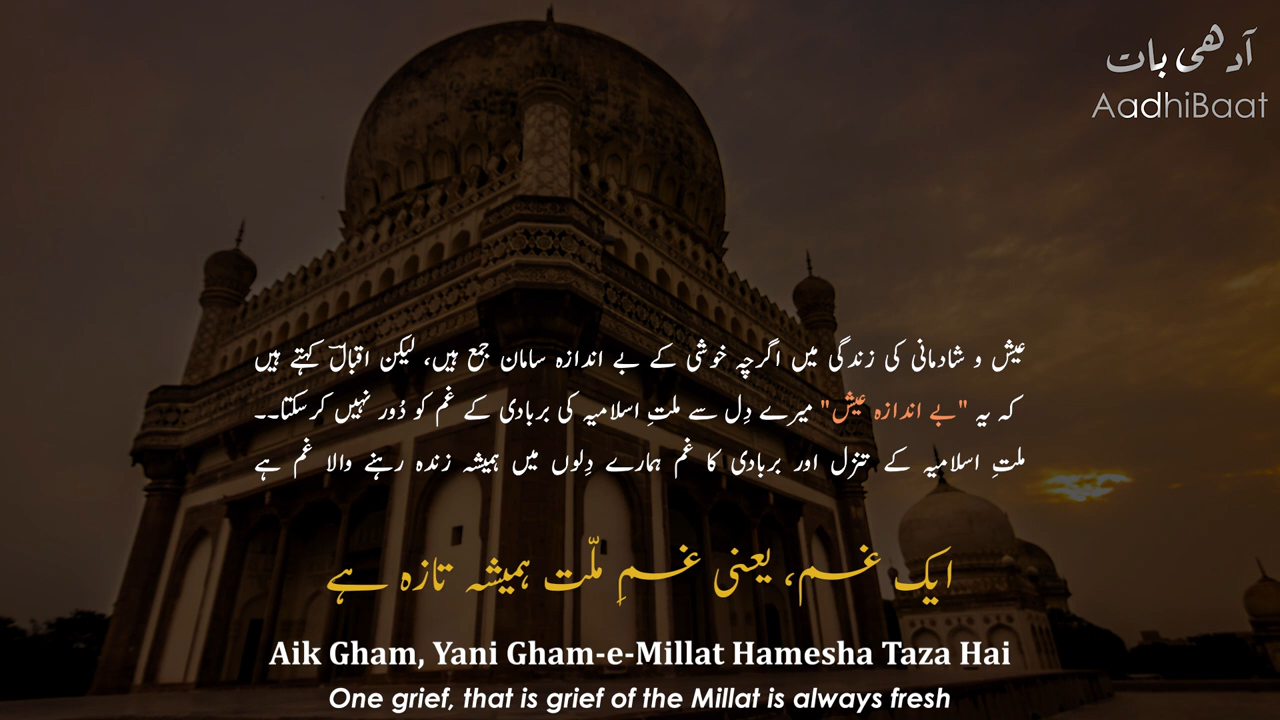 آدھی بات
AadhiBaat
عیش و شادمانی کی زندگی میں اگرچہ خوشی کے بے اندازہ سامان جمع ہیں، لیکن اقبالؔ کہتے ہیں
کہ یہ "بے اندازہ عیش" میرے دِل سے ملتِ اسلامیہ کی بربادی کے غم کو دُور نہیں کرسکتا۔۔
ملتِ اسلامیہ کے تنزل اور بربادی کا غم ہمارے دِلوں میں ہمیشہ زندہ رہنے والا غم ہے
ایک غم، یعنی غمِ ملّت ہمیشہ تازہ ہے
Aik Gham, Yani Gham-e-Millat Hamesha Taza Hai
One grief, that is grief of the Millat is always fresh